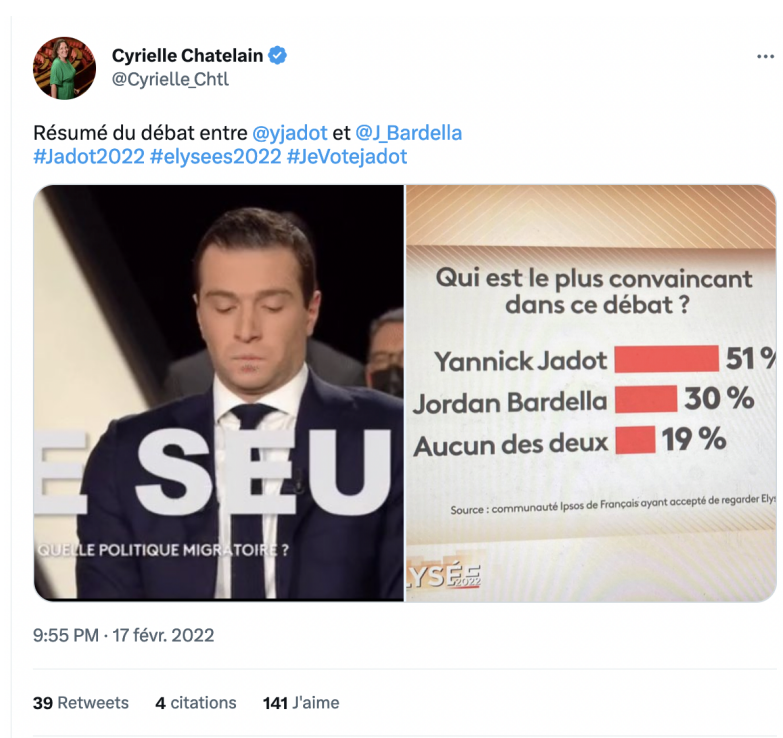 Cyrielle Chatelain
@Cyrielle_Chtl
Résumé du débat entre @yjadot et @J_Bardella
#Jadot2022 #elysees2022 #JeVotejadot
E SEU
QUELLE POLITIQUE MIGRATOIRE ?
Qui est le plus convaincant
dans ce débat ?
Yannick Jadot 51 %
Jordan Bardella 30 %
Aucun des deux 19 %
Source : communauté Ipsos de Français ayant accepté de regarder Elys
LYSÉE
2022
9:55 PM · 17 févr. 2022
39 Retweets 4 citations 141 J'aime